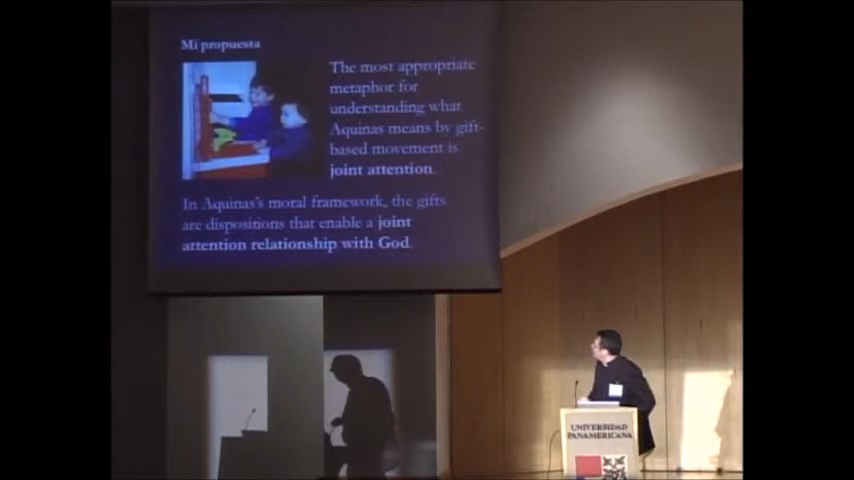 Mi propuesta
The most appropriate
metaphor for
understanding what
Aquinas means by gift-
based movement is
joint attention.
In Aquinas's moral framework, the gifts
are dispositions that enable a joint
attention relationship with God.
UNIVERSIDAD
PANAMERICANA